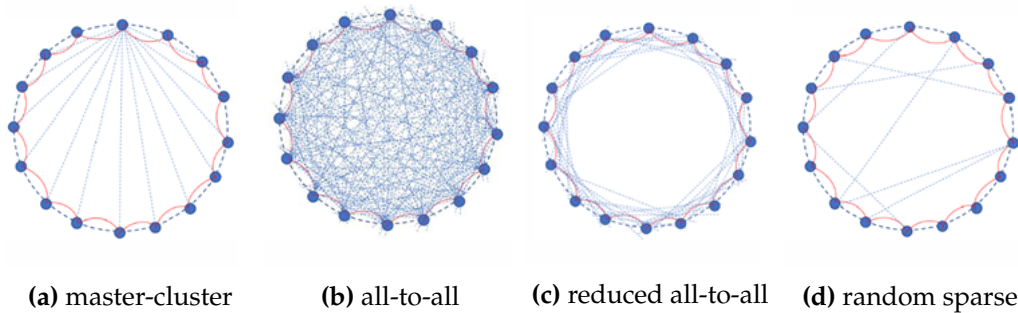 (a) master-cluster (b) all-to-all (c) reduced all-to-all (d) random sparse